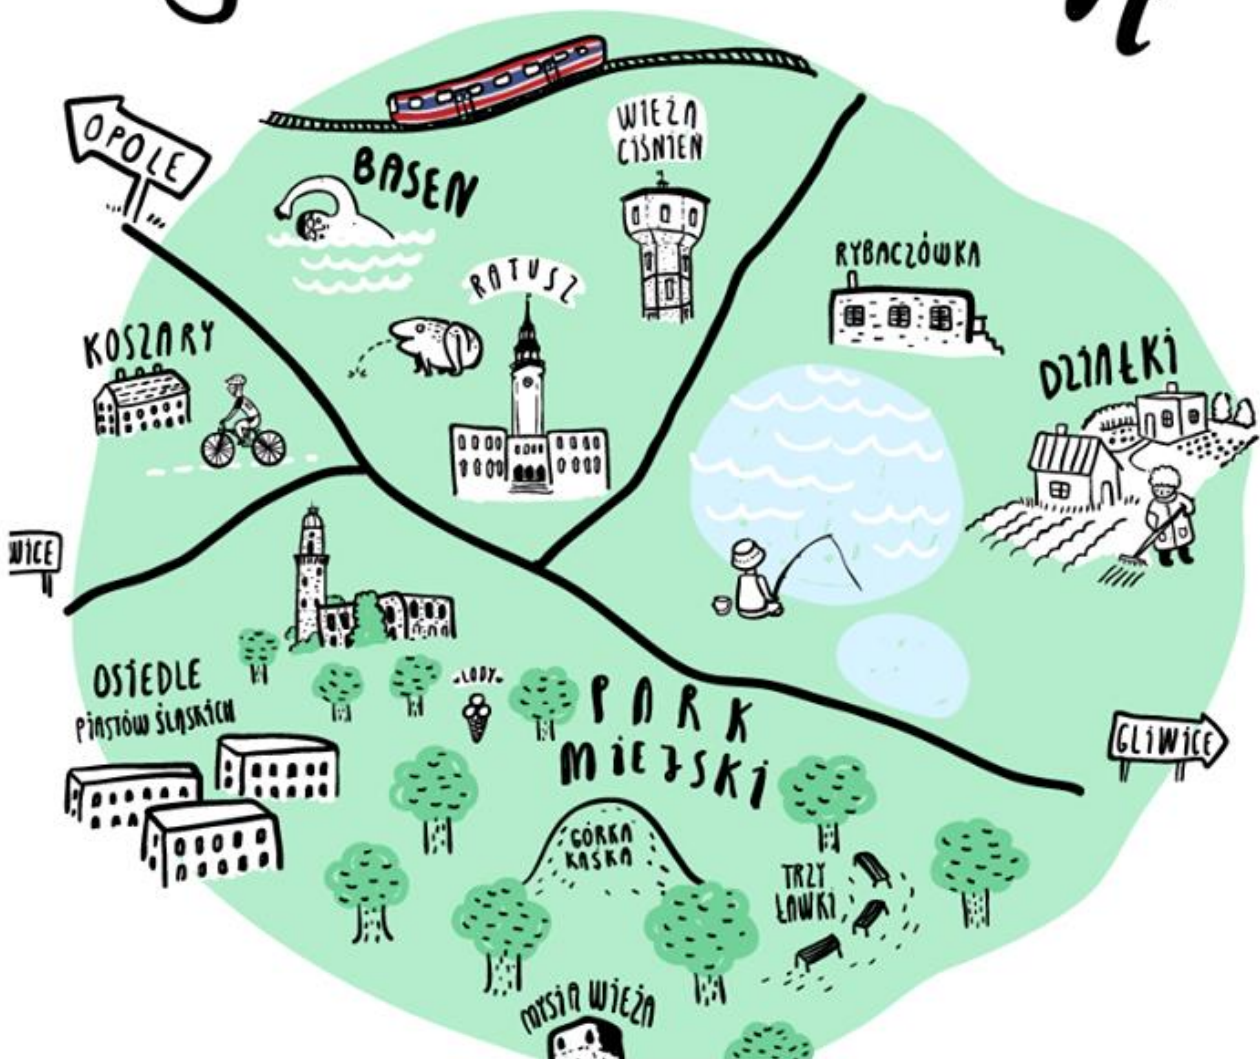 OPOLE
BASEN
WIEŻA
CIŚNIEŃ
RATUSZ
RYBACZÓWKA
KOSZARY
DZIAŁKI
WICE
OSIEDLE
PIASTÓW ŚLĄSKICH
LODY
PARK
MIEJSKI
GLIWICE
GÓRKA
KASKA
TRZY
ŁAWKI
MYSIA WIEŻA